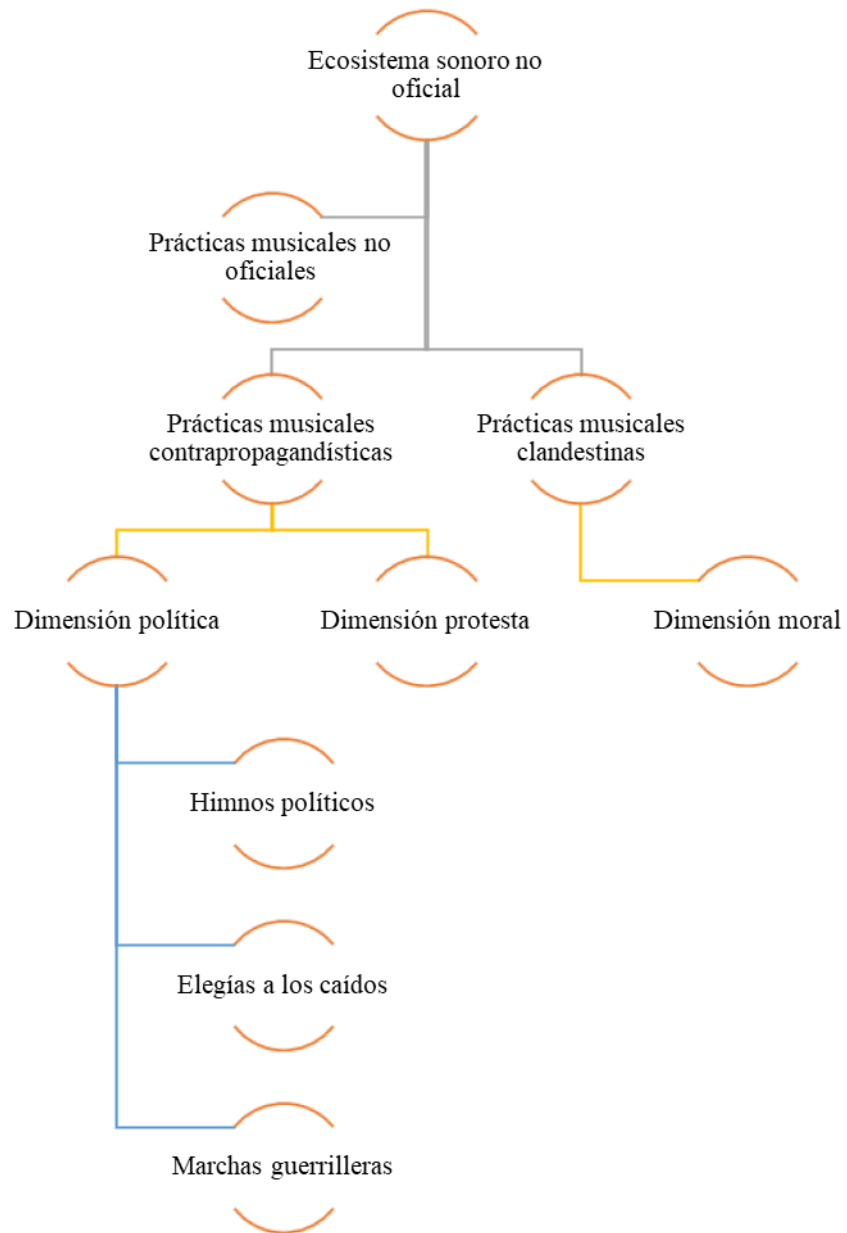 Ecosistema sonoro no
oficial
Prácticas musicales no
oficiales
Prácticas musicales
contrapropagandísticas
Prácticas musicales
clandestinas
Dimensión política
Dimensión protesta
Dimensión moral
Himnos políticos
Elegías a los caídos
Marchas guerrilleras